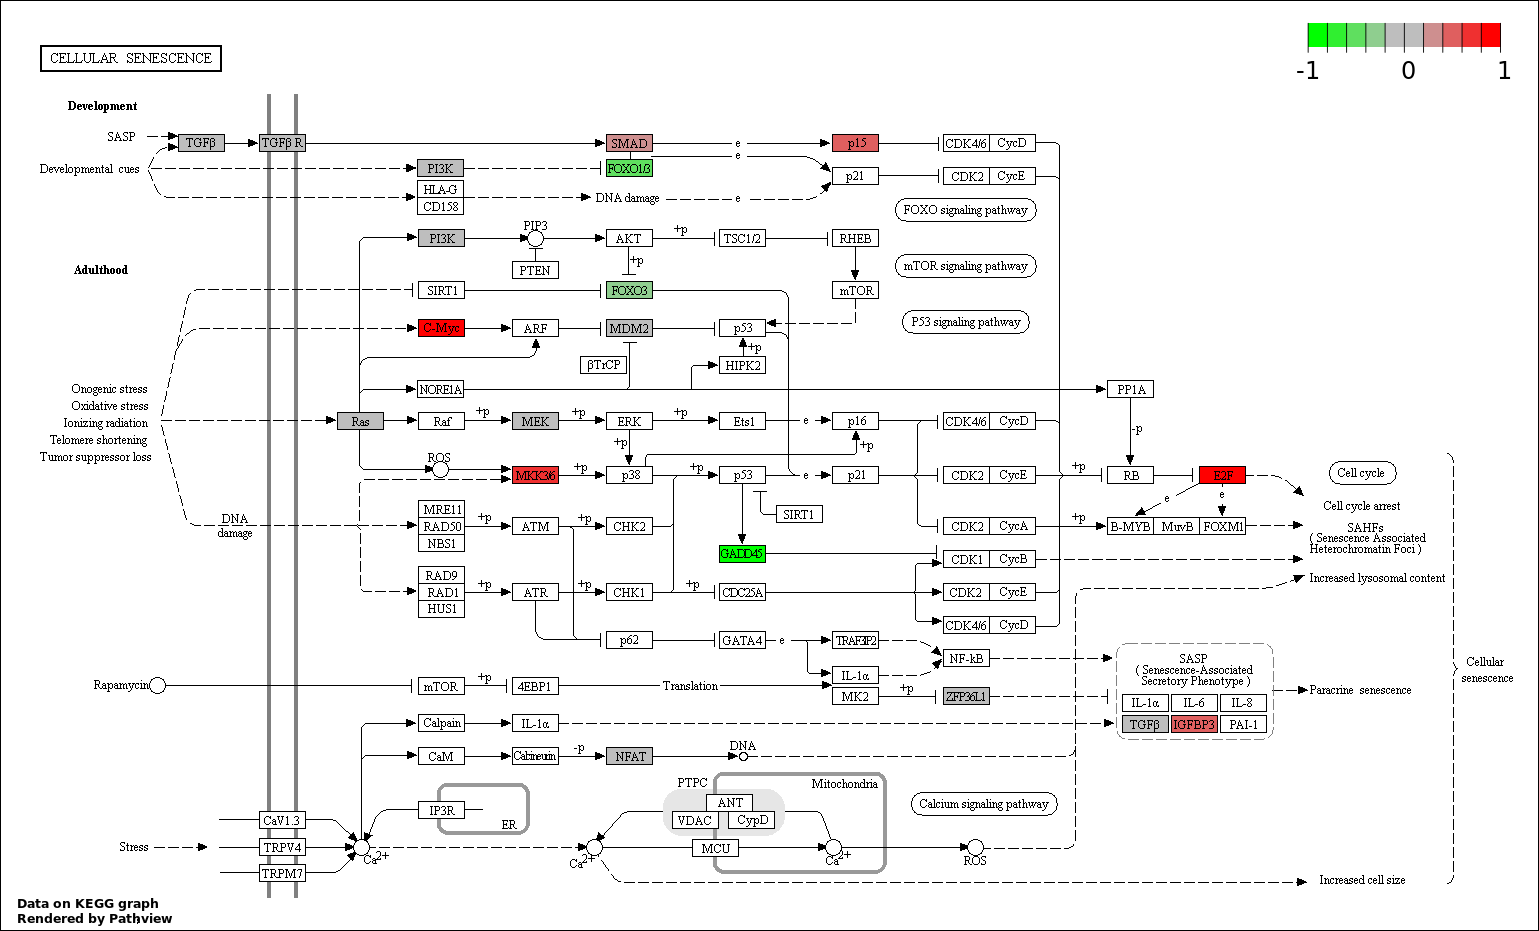 CELLULAR SENESCENCE
-1 0 1
Development
SASP
TGFβ
TGFβ R
SMAD
e
p15
CDK4/6 CycD
e
Developmental cues
PI3K
FOXO1/3
p21
CDK2 CycE
HLA-G
CD158
DNA damage
e
FOXO signaling pathway
PI3K
PIP3
AKT
+p
TSC1/2
RHEB
PTEN
+p
mTOR signaling pathway
Adulthood
SIRT1
FOXO3
mTOR
C-Myc
ARF
MDM2
p53
P53 signaling pathway
+p
βTrCP
HIPK2
Onogenic stress
Oxidative stress
Ionizing radiation
Telomere shortening
Tumor suppressor loss
NORE1A
PP1A
Ras
Raf
+p
MEK
+p
ERK
+p
Ets1
e
p16
CDK4/6 CycD
-p
+p
+p
ROS
MKK3/6
+p
p38
+p
p53
e
p21
CDK2 CycE
+p
RB
E2F
Cell cycle
e
e
Cell cycle arrest
MRE11
RAD50
NBS1
SIRT1
DNA
damage
+p
ATM
+p
CHK2
CDK2 CycA
+p
B-MYB MuvB FOXM1
SAHFs
( Senescence Associated
Heterochromatin Foci )
GADD45
CDK1 CycB
RAD9
RAD1
HUS1
+p
ATR
+p
CHK1
+p
CDC25A
CDK2 CycE
Increased lysosomal content
CDK4/6 CycD
p62
GATA4
e
TRAF3IP2
NF-kB
IL-1α
SASP
( Senescence-Associated
Secretory Phenotype )
Cellular
senescence
Rapamycin
mTOR
+p
4EBP1
Translation
MK2
+p
ZFP36L1
Paracrine senescence
IL-1α IL-6 IL-8
TGFβ IGFBP3 PAI-1
Calpain
IL-1α
CaM
Calcineurin
-p
NFAT
DNA
PTPC
Mitochondria
ANT
VDAC
CypD
MCU
Calcium signaling pathway
IP3R
ER
CaV1.3
Stress
TRPV4
TRPM7
Ca2+
Ca2+
Ca2+
ROS
Increased cell size
Data on KEGG graph
Rendered by Pathview